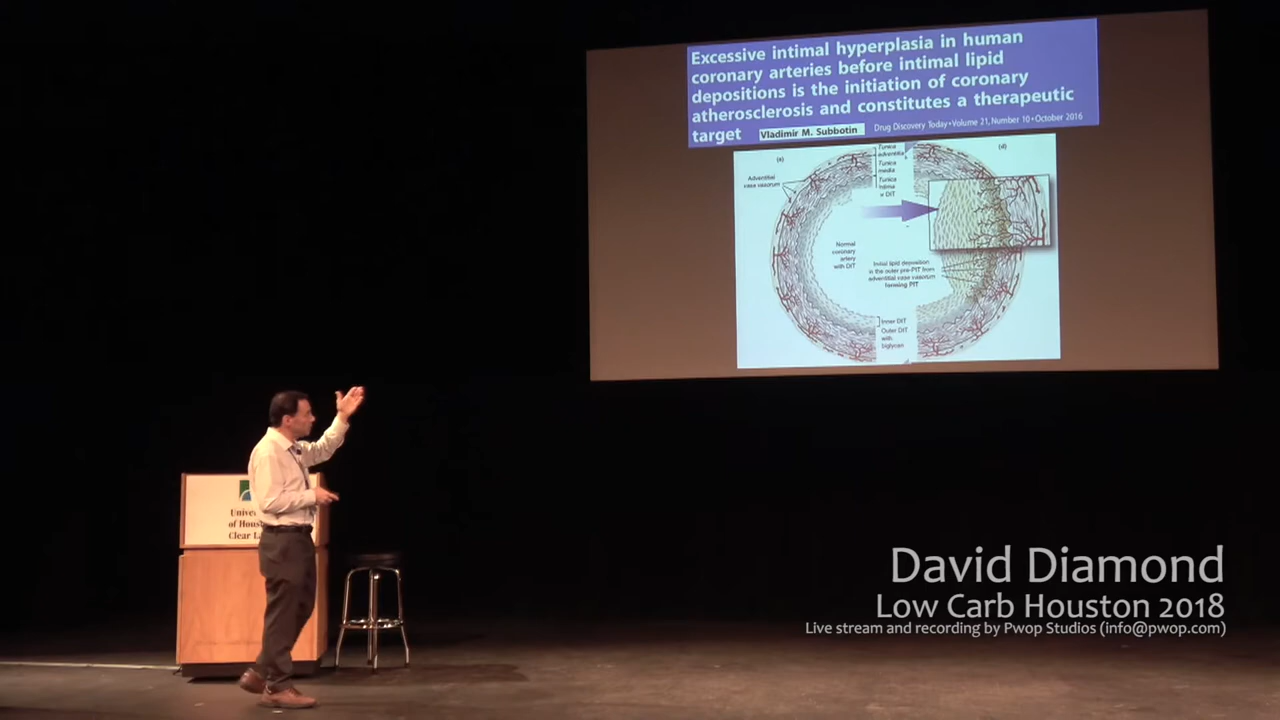 Excessive intimal hyperplasia in human
coronary arteries before intimal lipid
depositions is the initiation of coronary
atherosclerosis and constitutes a therapeutic
target Vladimir M. Subbotin Drug Discovery Today • Volume 21, Number 10 • October 2016
(d)
Adventitial
vasa vasorum
Tunica
adventitia
Tunica
media
Tunica
intima
DIT
Normal
coronary
artery
with DIT
Initial lipid deposition
in the outer pre-PIT from
adventitial vasa vasorum
forming PIT
Inner DIT
Outer DIT
with
biglycan
of
Clear
David Diamond
Low Carb Houston 2018
Live stream and recording by Pwop Studios (info@pwop.com)